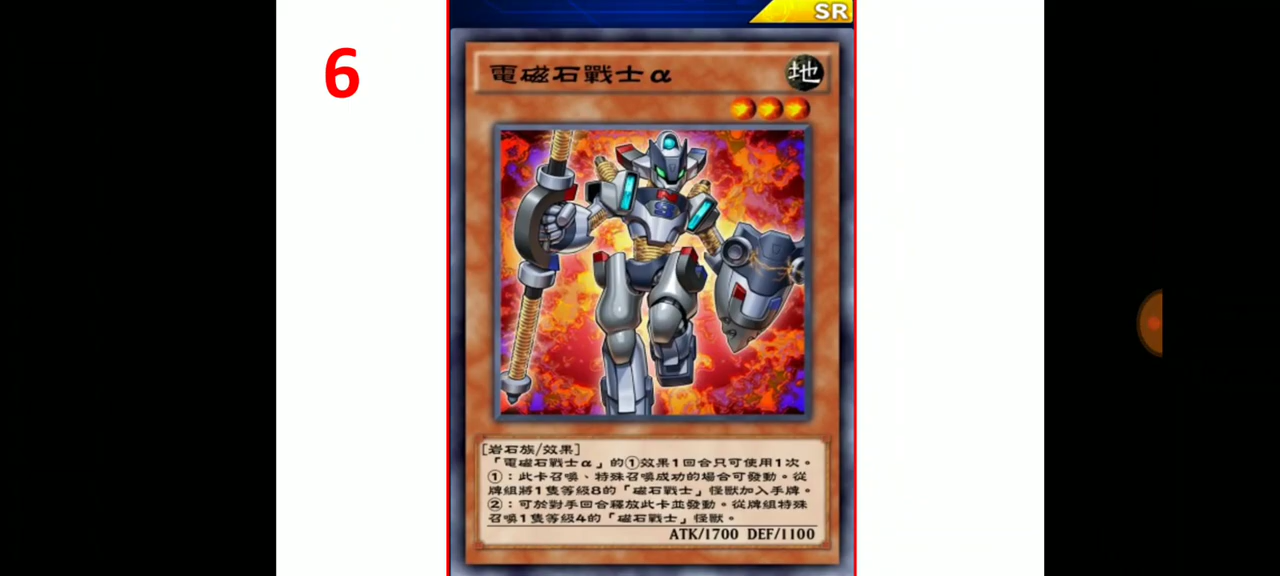 SR
6
電磁石戰士α
地
[岩石族/效果]
「電磁石戰士α」的①效果1回合只可使用1次。
①：此卡召喚、特殊召喚成功的場合可發動。從
牌組將1隻等級8的「磁石戰士」怪獸加入手牌。
②：可於對手回合釋放此卡並發動。從牌組特殊
召喚1隻等級4的「磁石戰士」怪獸。
ATK/1700 DEF/1100